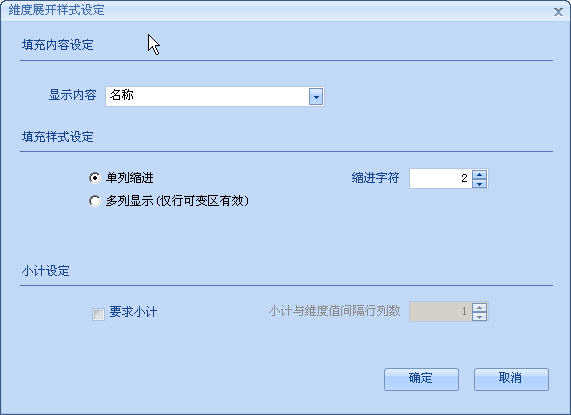 维度展开样式设定
填充内容设定
显示内容 名称
填充样式设定
单列缩进 缩进字符 2
多列显示(仅行可变区有效)
小计设定
要求小计 小计与维度值间隔行列数 1
确定 取消